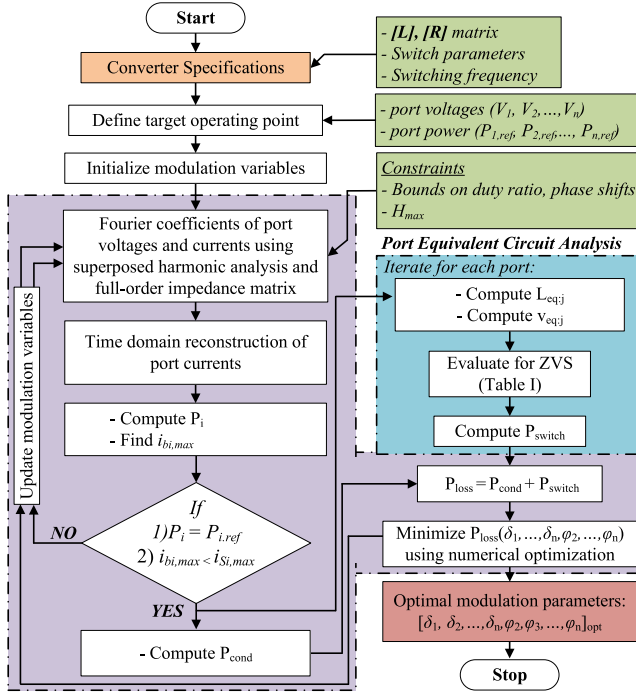 Start
Converter Specifications
- [L], [R] matrix
- Switch parameters
- Switching frequency
Define target operating point
- port voltages (V1, V2,...,Vn)
- port power (P1,ref, P2,ref,..., Pn,ref)
Initialize modulation variables
Constraints
- Bounds on duty ratio, phase shifts
- Hmax
Fourier coefficients of port
voltages and currents using
superposed harmonic analysis and
full-order impedance matrix
Time domain reconstruction of
port currents
- Compute Pi
- Find ibi,max
If
1)Pi = Pi.ref
2) ibi,max < iSi,max
NO
YES
Update modulation variables
- Compute Pcond
Port Equivalent Circuit Analysis
Iterate for each port:
- Compute Leq:j
- Compute veq:j
Evaluate for ZVS
(Table I)
Compute Pswitch
Ploss = Pcond + Pswitch
Minimize Ploss(δ1,...,δn,φ2,...,φn)
using numerical optimization
Optimal modulation parameters:
[δ1, δ2,...,δn,φ2,φ3,...,φn]opt
Stop